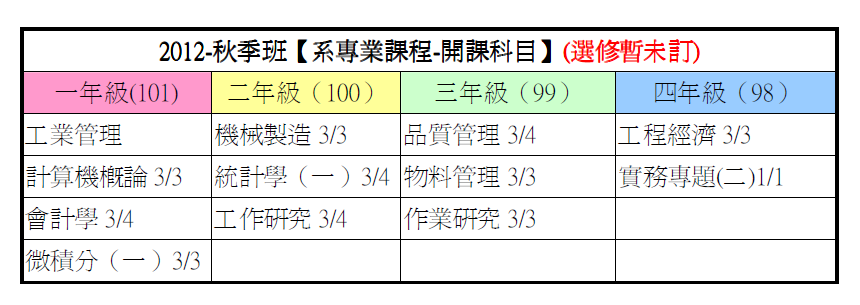 2012-秋季班【系專業課程-開課科目】(選修暫未訂)
一年級(101) 二年級（100） 三年級（99） 四年級（98）
工業管理 機械製造 3/3 品質管理 3/4 工程經濟 3/3
計算機概論 3/3 統計學（一）3/4 物料管理 3/3 實務專題(二)1/1
會計學 3/4 工作研究 3/4 作業研究 3/3
微積分（一）3/3